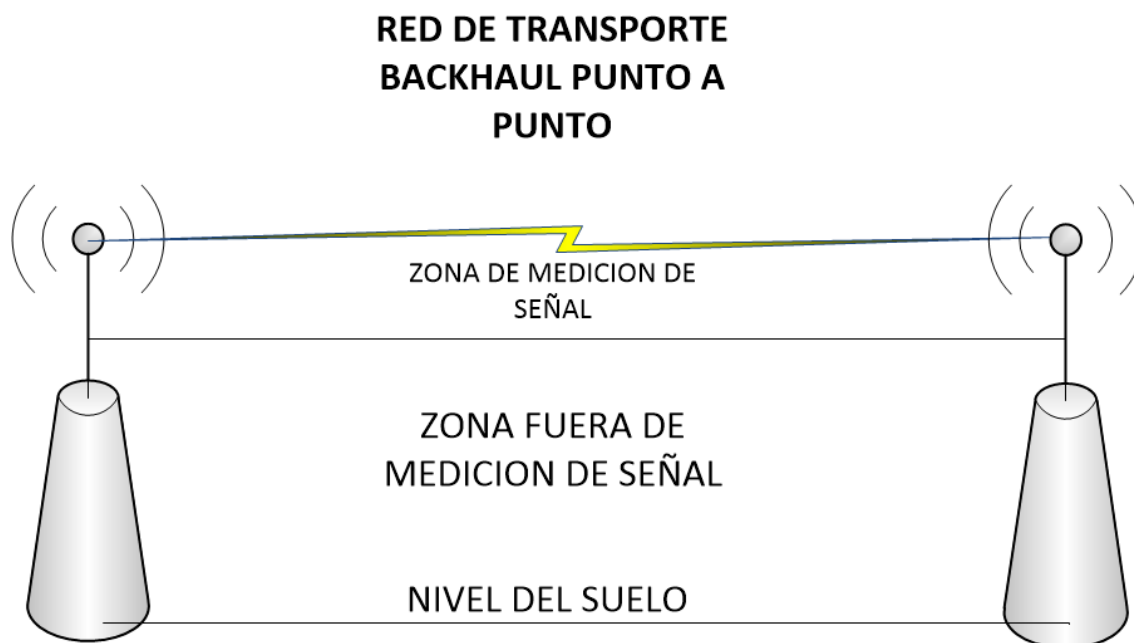 RED DE TRANSPORTE
BACKHAUL PUNTO A
PUNTO
ZONA DE MEDICION DE
SEÑAL
ZONA FUERA DE
MEDICION DE SEÑAL
NIVEL DEL SUELO